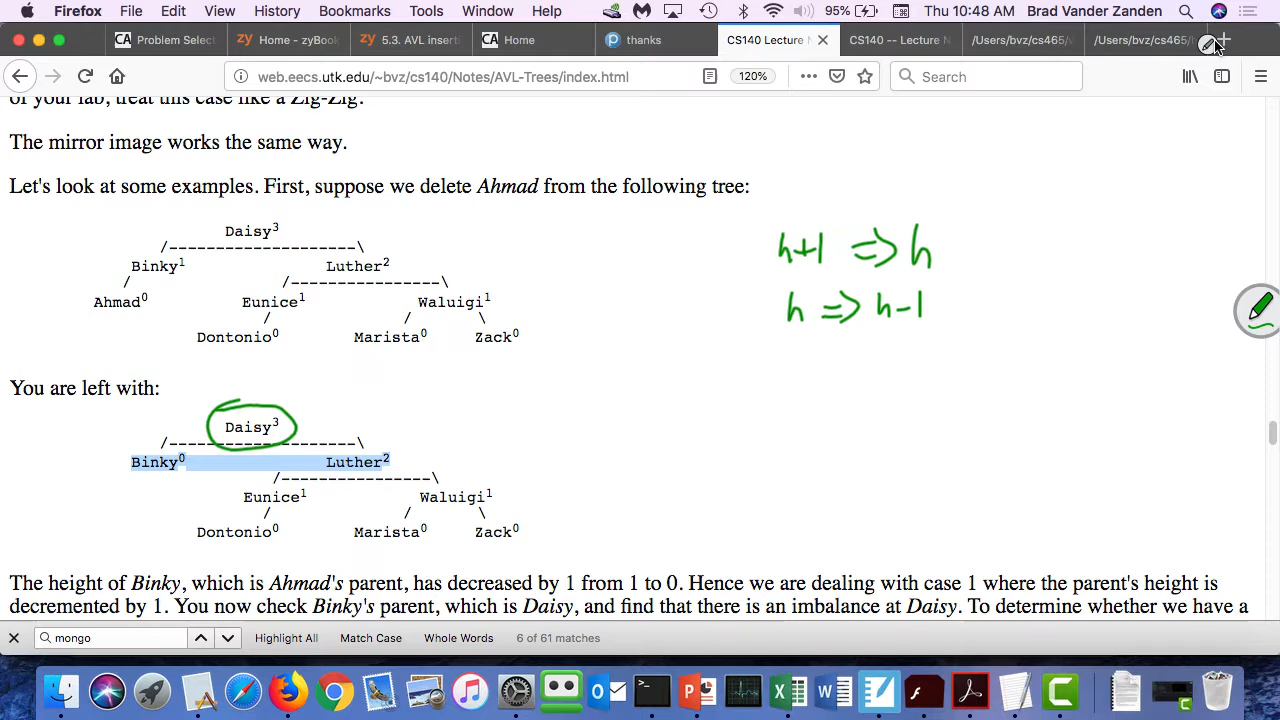 Firefox File Edit View History Bookmarks Tools Window Help 95% Thu 10:48 AM Brad Vander Zanden
CA Problem Selec zy Home - zyBook zy 5.3. AVL inserti CA Home thanks CS140 Lecture N CS140 -- Lecture N /Users/bvz/cs465/v /Users/bvz/cs465/l
web.eecs.utk.edu/~bvz/cs140/Notes/AVL-Trees/index.html 120% Search
of your lab, treat this case like a Zig-Zig.
The mirror image works the same way.
Let's look at some examples. First, suppose we delete Ahmad from the following tree:
Daisy3
/-------------------\
Binky1 Luther2
/ /----------------\
Ahmad0 Eunice1 Waluigi1
/ / \
Dontonio0 Marista0 Zack0
h+1 => h
h => h-1
You are left with:
Daisy3
/-------------------\
Binky0 Luther2
/----------------\
Eunice1 Waluigi1
/ / \
Dontonio0 Marista0 Zack0
The height of Binky, which is Ahmad's parent, has decreased by 1 from 1 to 0. Hence we are dealing with case 1 where the parent's height is
decremented by 1. You now check Binky's parent, which is Daisy, and find that there is an imbalance at Daisy. To determine whether we have a
mongo Highlight All Match Case Whole Words 6 of 61 matches